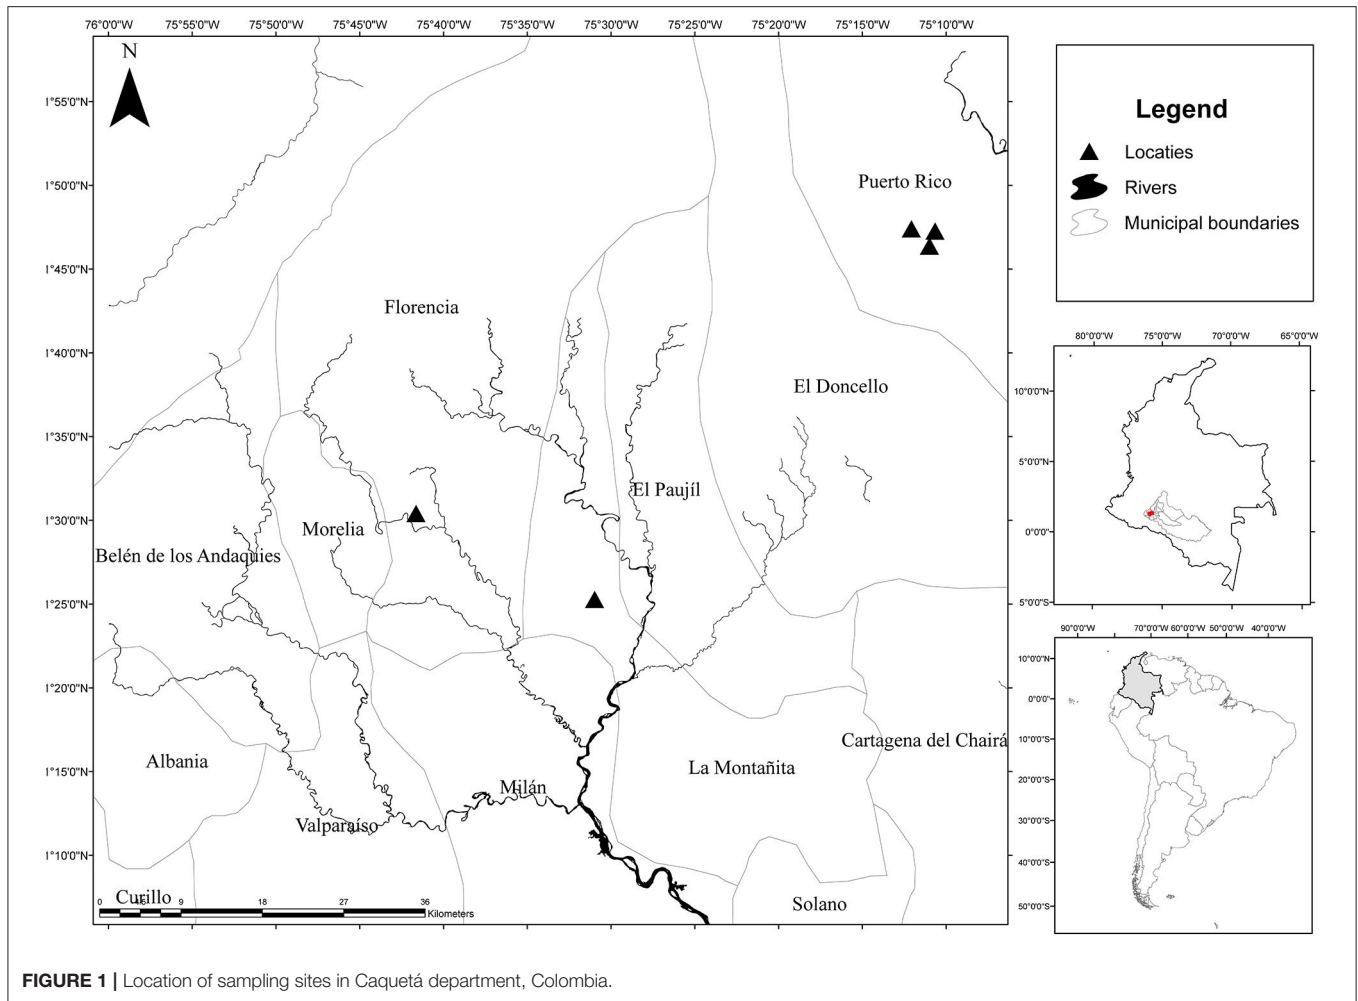 76°0'0"W 75°55'0"W 75°50'0"W 75°45'0"W 75°40'0"W 75°35'0"W 75°30'0"W 75°25'0"W 75°20'0"W 75°15'0"W 75°10'0"W
N
1°55'0"N
1°50'0"N
1°45'0"N
1°40'0"N
1°35'0"N
1°30'0"N
1°25'0"N
1°20'0"N
1°15'0"N
1°10'0"N
Puerto Rico
Florencia
El Doncello
El Paujíl
Morelia
Belén de los Andaquies
Cartagena del Chairá
Albania
La Montañita
Milán
Valparaíso
Curillo
Solano
0 9 18 27 36
Kilometers
Legend
Locaties
Rivers
Municipal boundaries
80°0'0"W 75°0'0"W 70°0'0"W 65°0'0"W
10°0'0"N
5°0'0"N
0°0'0"N
5°0'0"S
90°0'0"W 70°0'0"W 60°0'0"W 50°0'0"W 40°0'0"W
10°0'0"N
0°0'0"N
10°0'0"S
20°0'0"S
30°0'0"S
40°0'0"S
50°0'0"S
FIGURE 1 | Location of sampling sites in Caquetá department, Colombia.